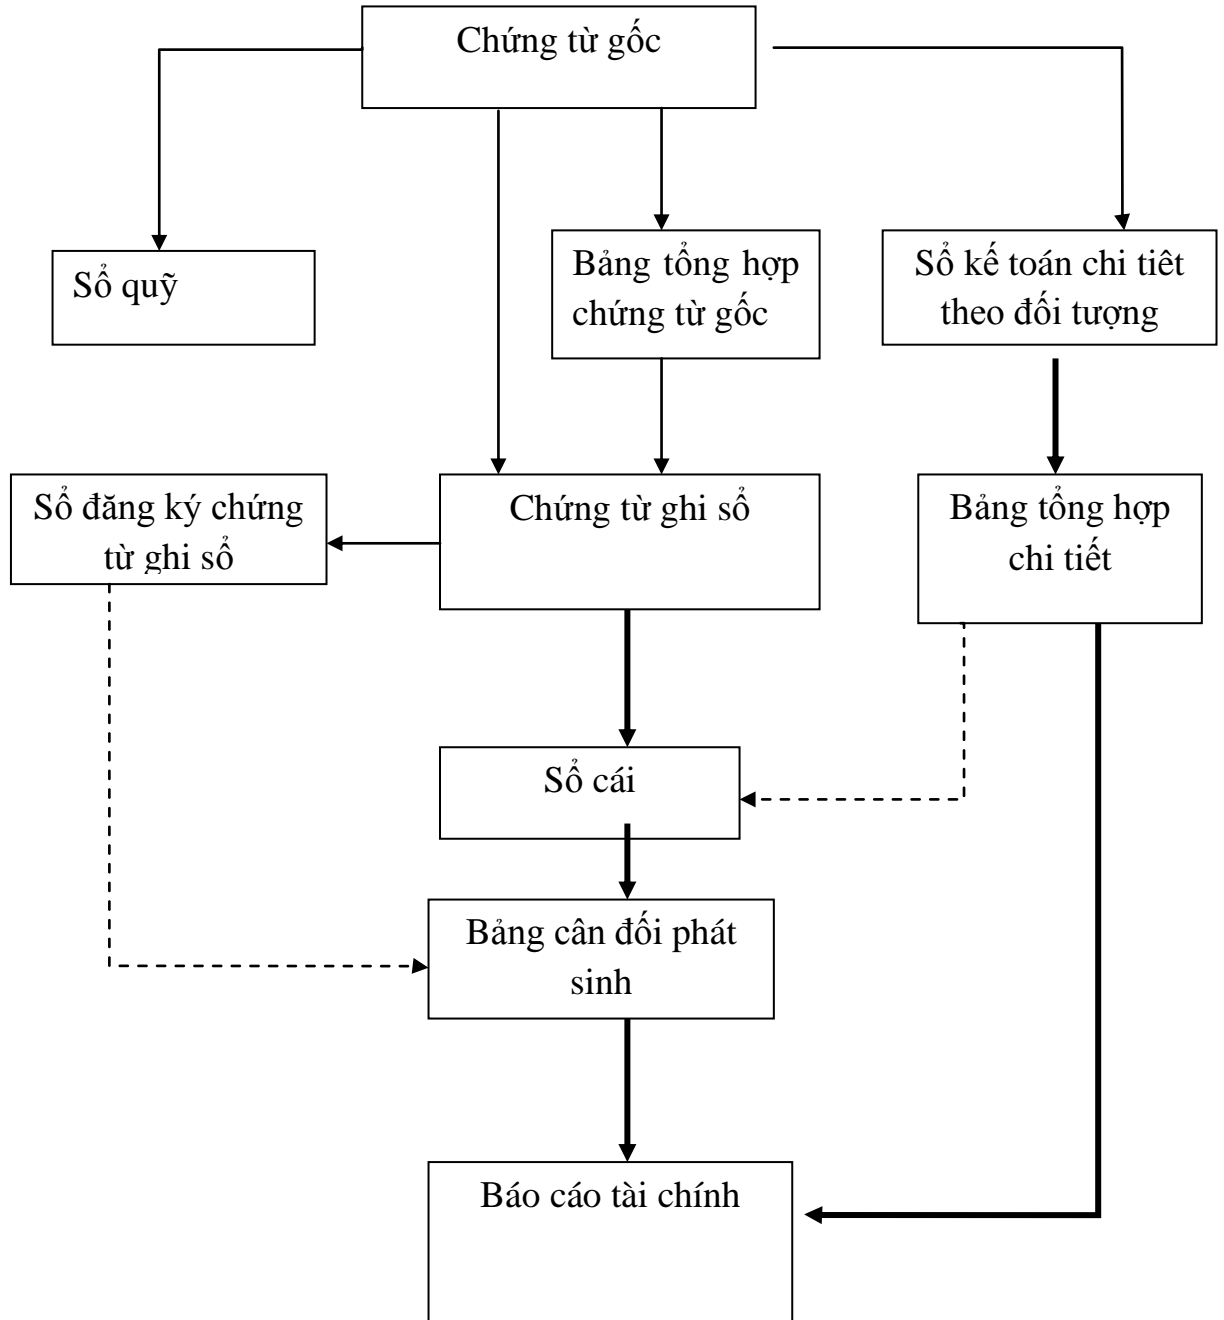 Chứng từ gốc
Sổ quỹ
Bảng tổng hợp
chứng từ gốc
Sổ kế toán chi tiêt
theo đối tượng
Sổ đăng ký chứng
từ ghi sổ
Chứng từ ghi sổ
Bảng tổng hợp
chi tiết
Sổ cái
Bảng cân đối phát
sinh
Báo cáo tài chính